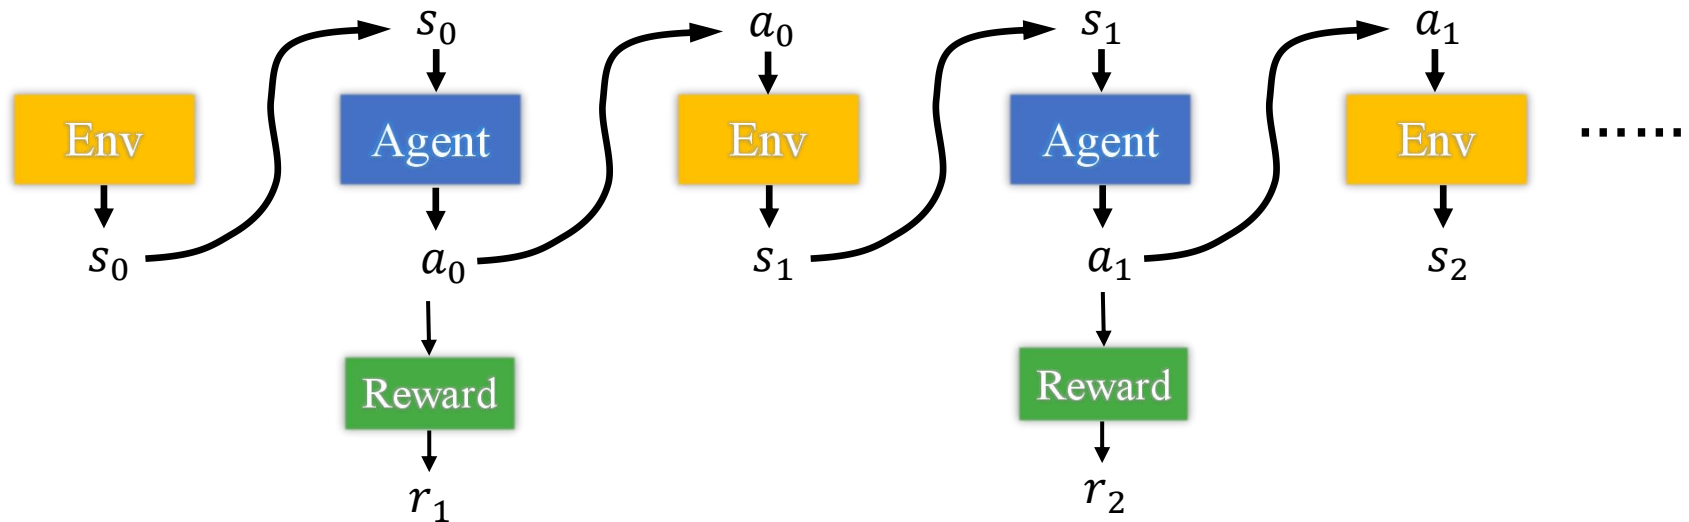 s₀ a₀ s₁ a₁
Env Agent Env Agent Env ......
s₀ a₀ s₁ a₁ s₂
Reward Reward
r₁ r₂